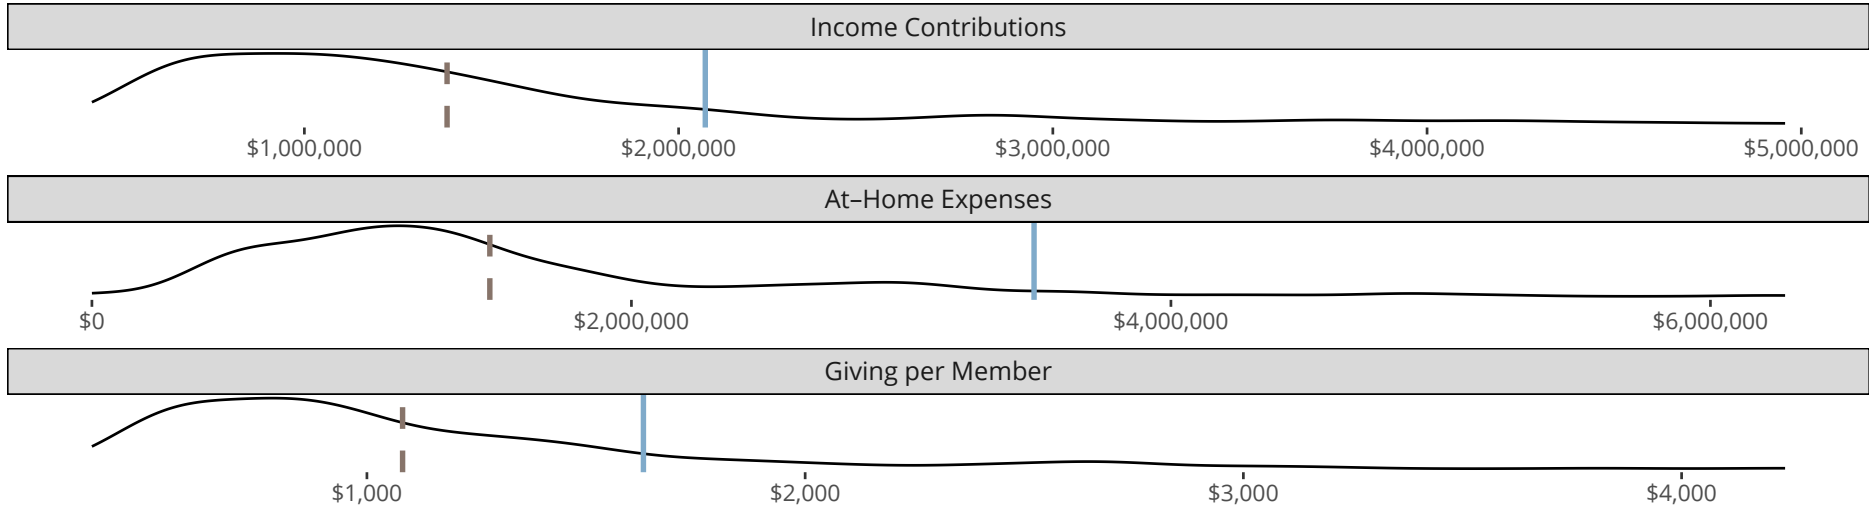 Income Contributions
$1,000,000 $2,000,000 $3,000,000 $4,000,000 $5,000,000
At–Home Expenses
$0 $2,000,000 $4,000,000 $6,000,000
Giving per Member
$1,000 $2,000 $3,000 $4,000